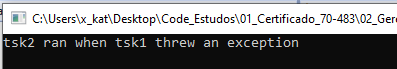 C:\Users\x_kat\Desktop\Code_Estudos\01_Certificado_70-483\02_Gere
tsk2 ran when tsk1 threw an exception